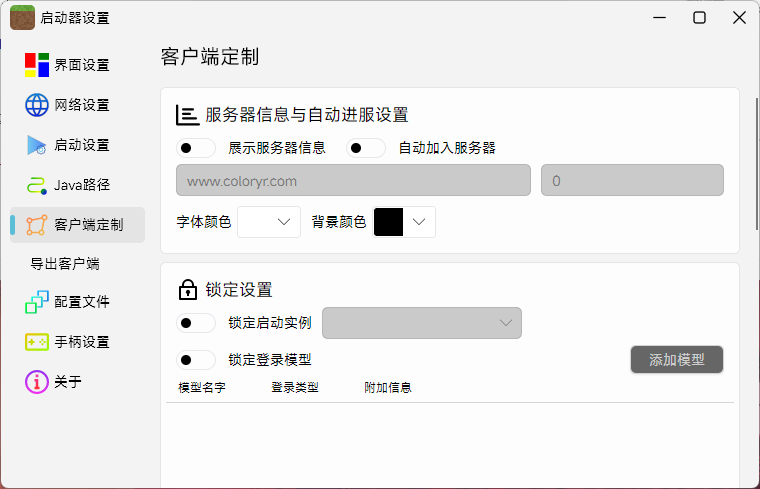 启动器设置
界面设置
网络设置
启动设置
Java路径
客户端定制
导出客户端
配置文件
手柄设置
关于
客户端定制
服务器信息与自动进服设置
展示服务器信息 自动加入服务器
www.coloryr.com 0
字体颜色 背景颜色
锁定设置
锁定启动实例
锁定登录模型 添加模型
模型名字 登录类型 附加信息